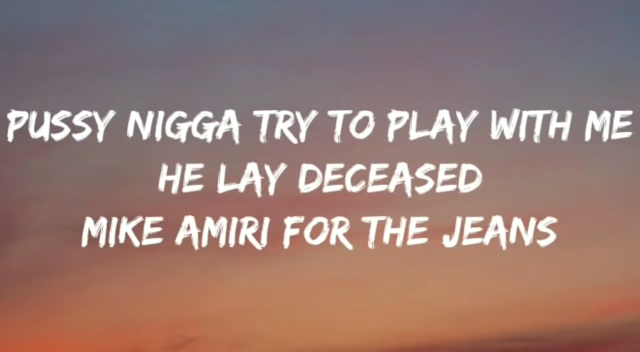 PUSSY NIGGA TRY TO PLAY WITH ME
HE LAY DECEASED
MIKE AMIRI FOR THE JEANS